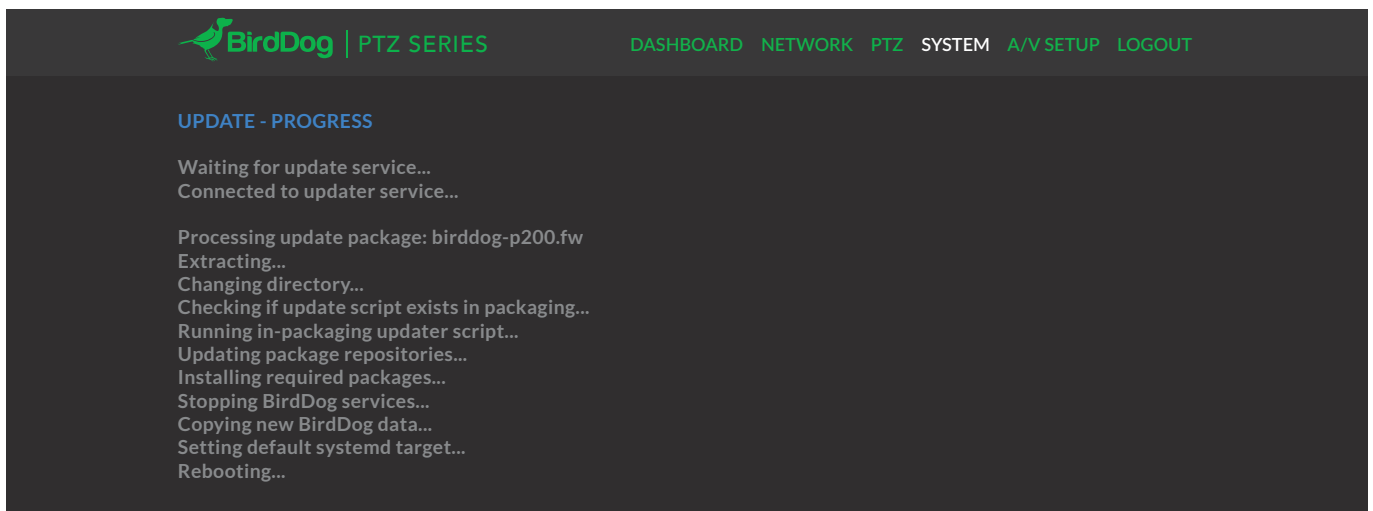 BirdDog | PTZ SERIES
DASHBOARD NETWORK PTZ SYSTEM A/V SETUP LOGOUT
UPDATE - PROGRESS
Waiting for update service...
Connected to updater service...
Processing update package: birddog-p200.fw
Extracting...
Changing directory...
Checking if update script exists in packaging...
Running in-packaging updater script...
Updating package repositories...
Installing required packages...
Stopping BirdDog services...
Copying new BirdDog data...
Setting default systemd target...
Rebooting...